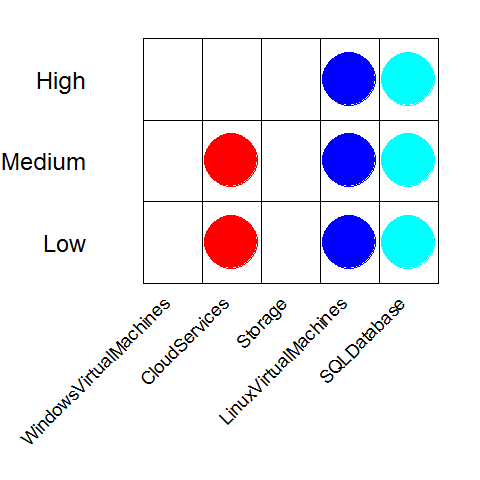 High
Medium
Low
WindowsVirtualMachines
CloudServices
Storage
LinuxVirtualMachines
SQLDatabase